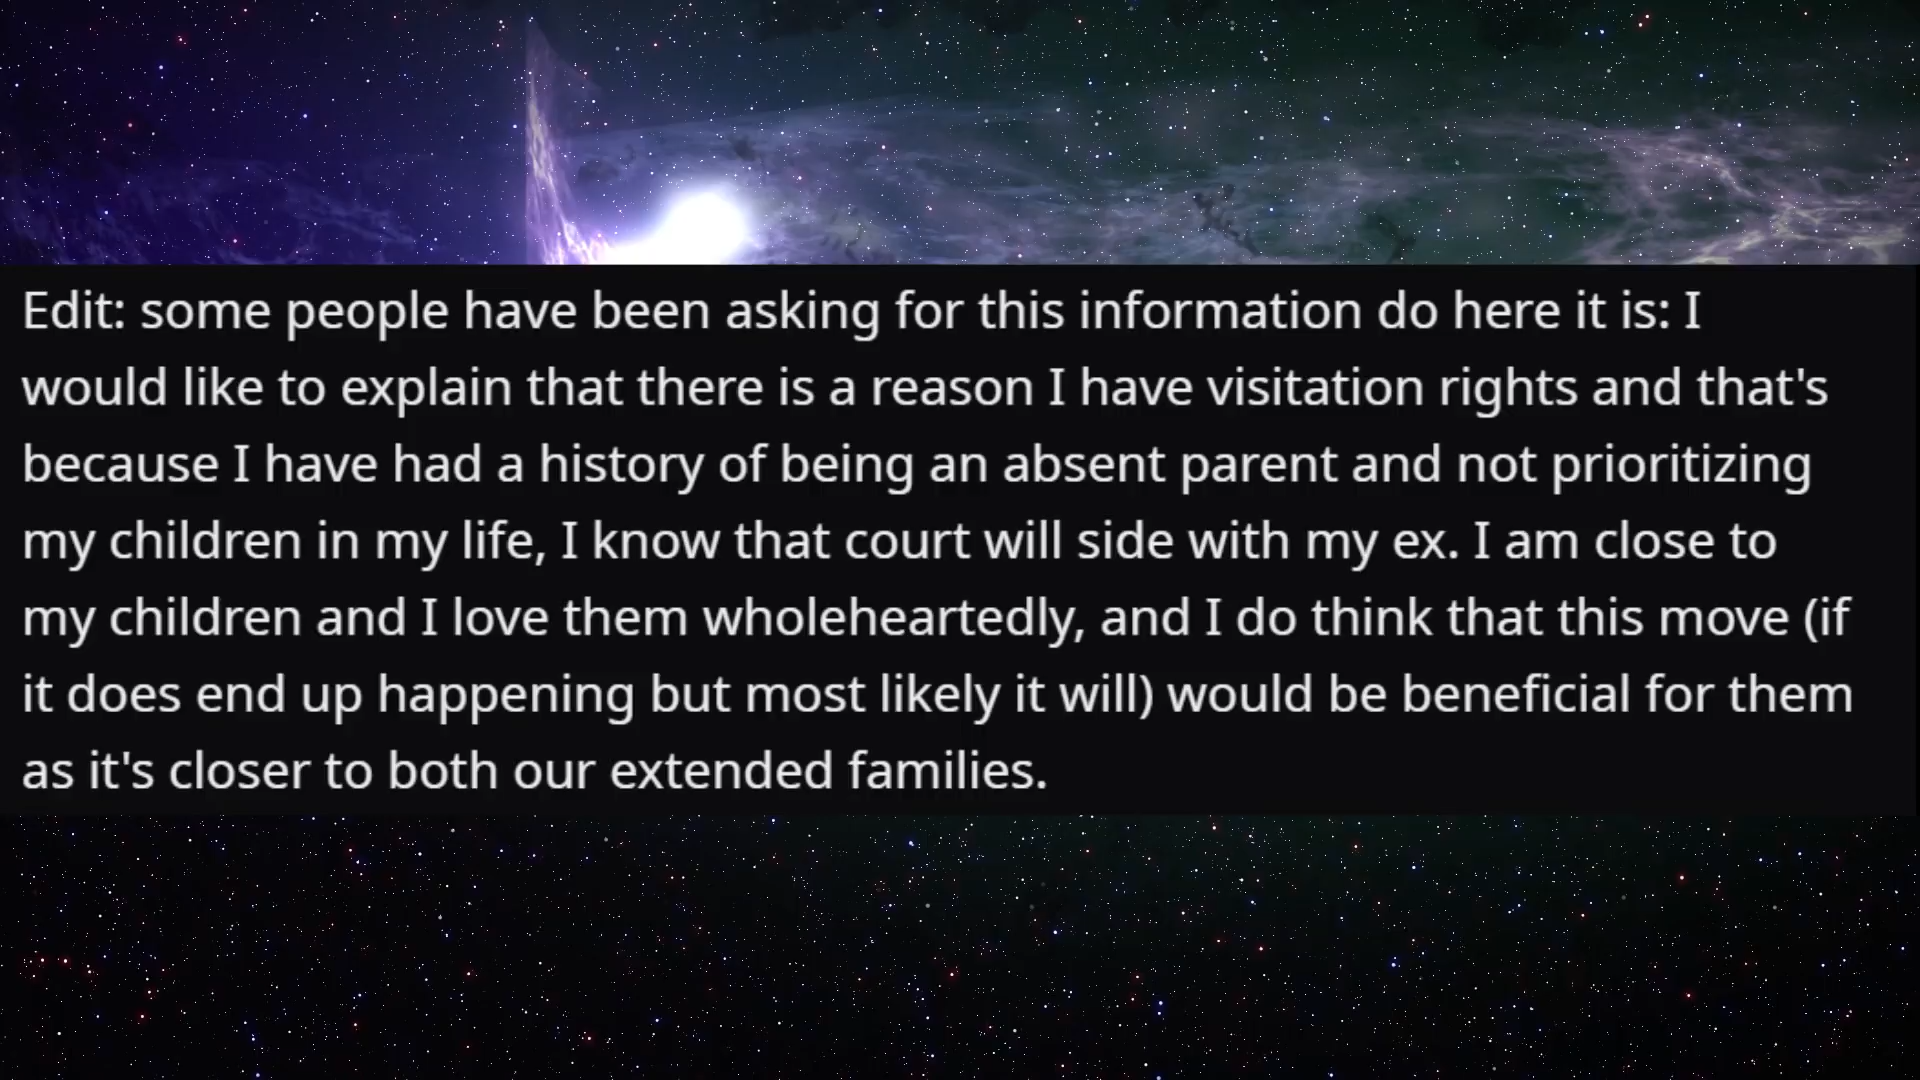 Edit: some people have been asking for this information do here it is: I
would like to explain that there is a reason I have visitation rights and that's
because I have had a history of being an absent parent and not prioritizing
my children in my life, I know that court will side with my ex. I am close to
my children and I love them wholeheartedly, and I do think that this move (if
it does end up happening but most likely it will) would be beneficial for them
as it's closer to both our extended families.